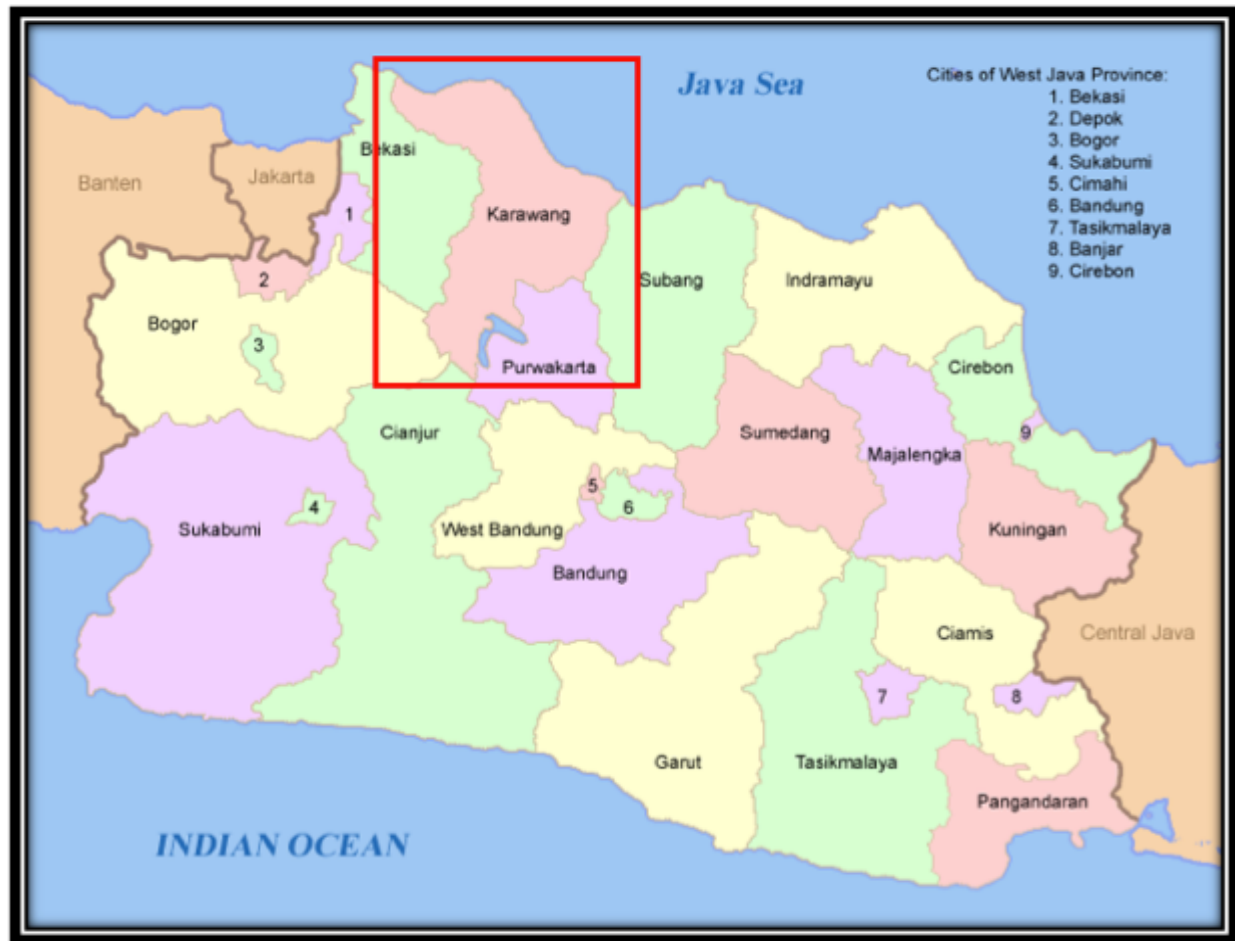 Java Sea
Cities of West Java Province:
1. Bekasi
2. Depok
3. Bogor
4. Sukabumi
5. Cimahi
6. Bandung
7. Tasikmalaya
8. Banjar
9. Cirebon
Bekasi
Banten
Jakarta
1
Karawang
2
Subang
Indramayu
Bogor
3
Purwakarta
Cirebon
Cianjur
Sumedang
9
Majalengka
5
6
4
Sukabumi
West Bandung
Kuningan
Bandung
Ciamis
Central Java
7
8
Garut
Tasikmalaya
Pangandaran
INDIAN OCEAN